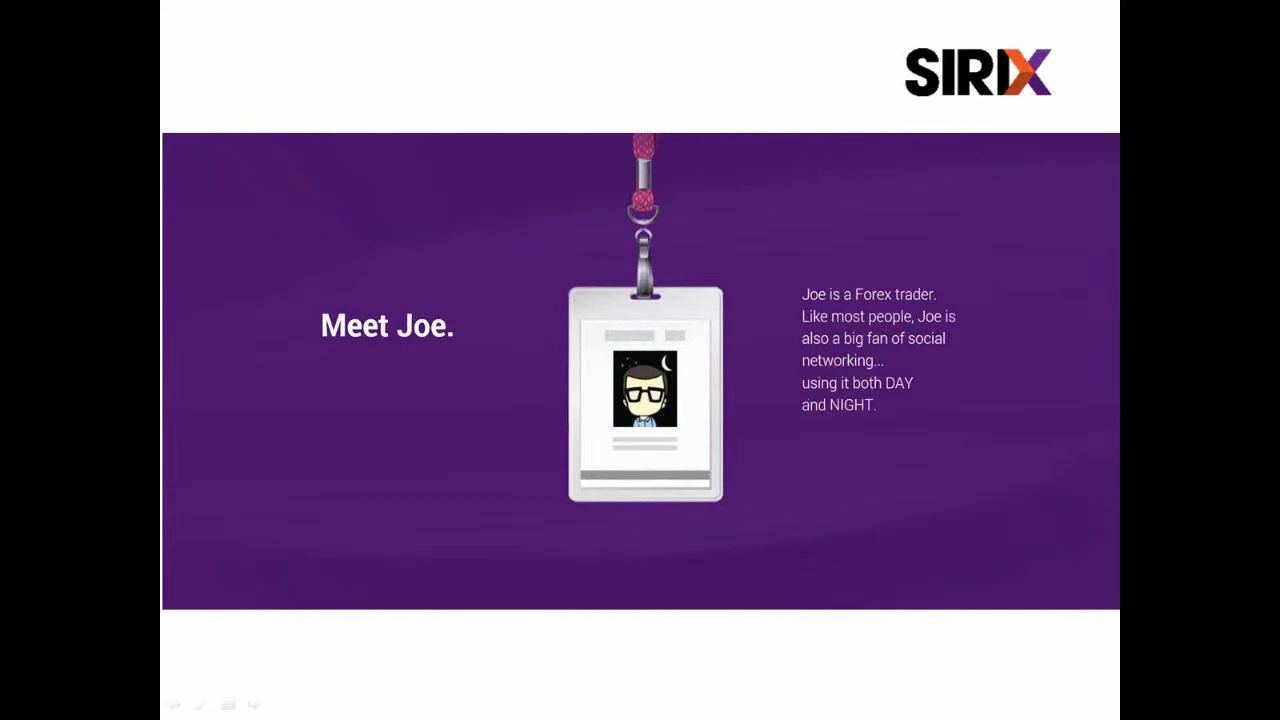 SIRIX
Meet Joe.
Joe is a Forex trader.
Like most people, Joe is
also a big fan of social
networking...
using it both DAY
and NIGHT.